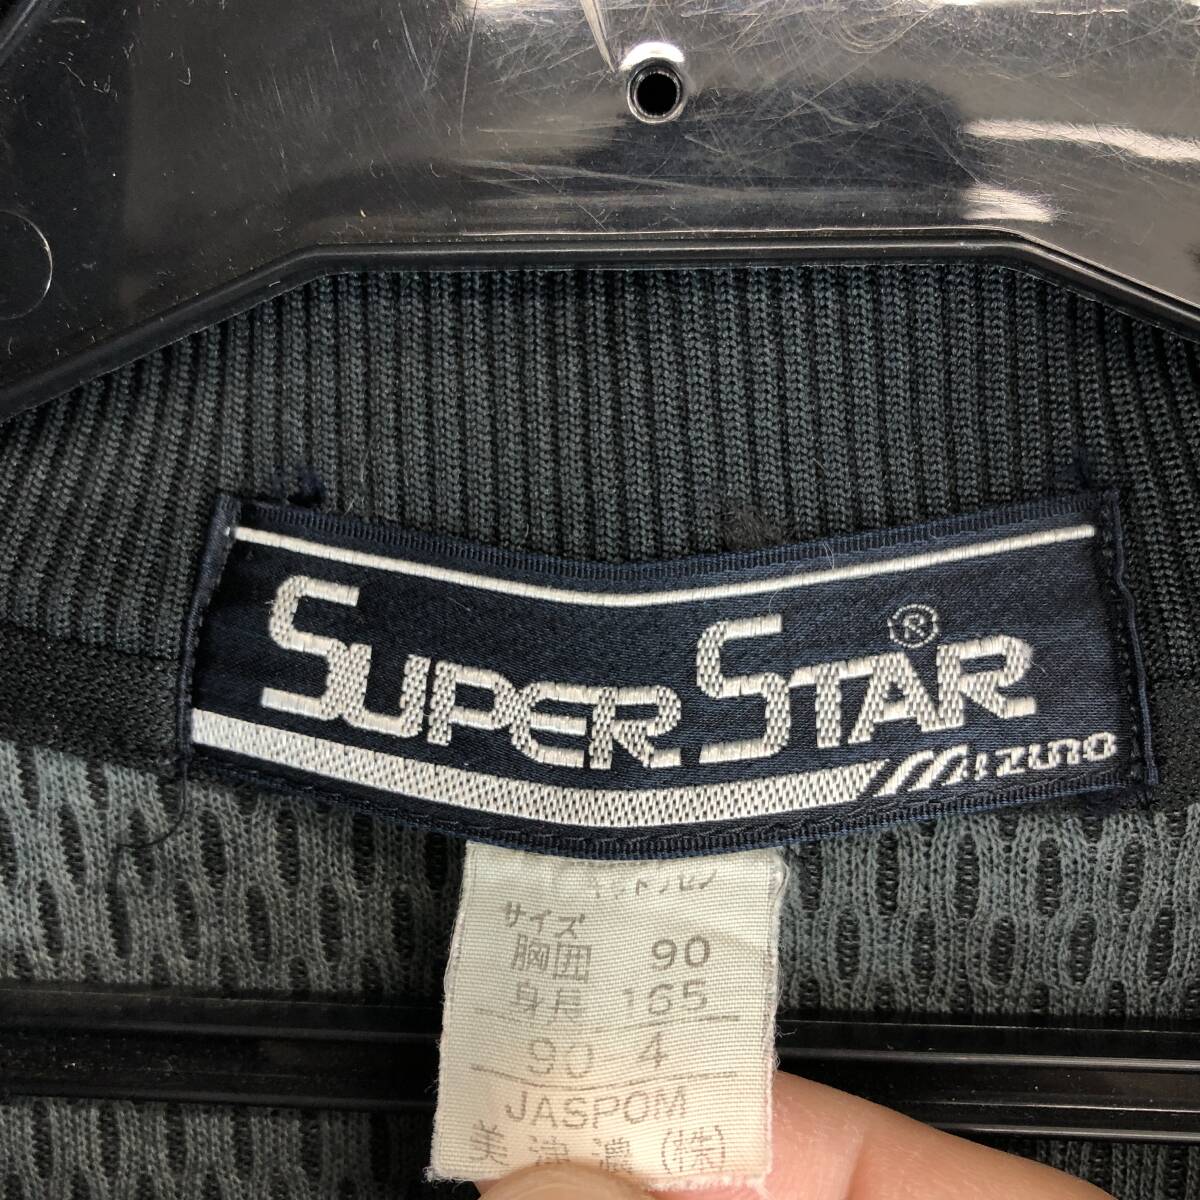 SUPER STAR ®
Mizuno
サイズ
胸囲 90
身長 165
90-4
JASPOM
美津濃(株)